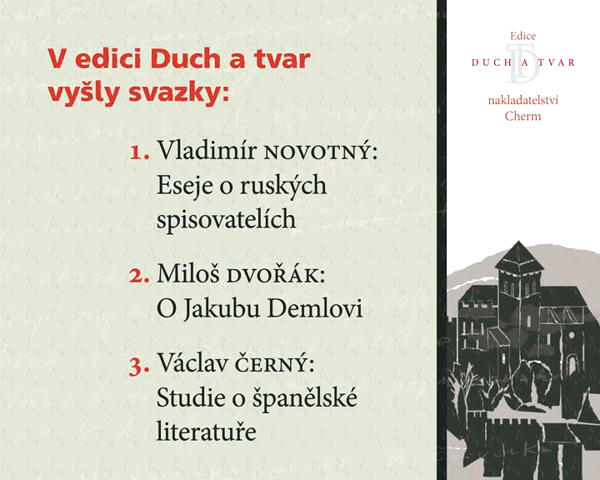 V edici Duch a tvar
vyšly svazky:
1. Vladimír NOVOTNÝ:
Eseje o ruských
spisovatelích
2. Miloš DVOŘÁK:
O Jakubu Demlovi
3. Václav ČERNÝ:
Studie o španělské
literatuře
Edice
DUCH A TVAR
nakladatelství
Cherm